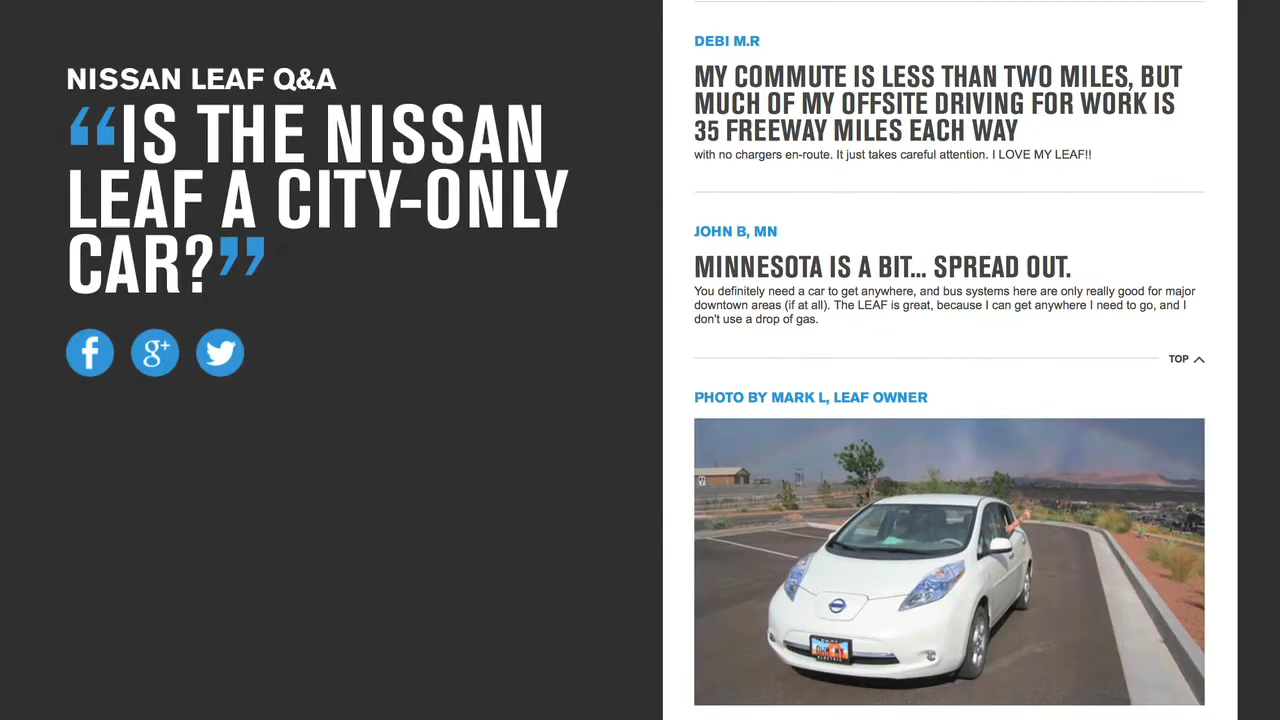 NISSAN LEAF Q&A
“IS THE NISSAN
LEAF A CITY-ONLY
CAR?”
DEBI M.R
MY COMMUTE IS LESS THAN TWO MILES, BUT
MUCH OF MY OFFSITE DRIVING FOR WORK IS
35 FREEWAY MILES EACH WAY
with no chargers en-route. It just takes careful attention. I LOVE MY LEAF!!
JOHN B, MN
MINNESOTA IS A BIT... SPREAD OUT.
You definitely need a car to get anywhere, and bus systems here are only really good for major
downtown areas (if at all). The LEAF is great, because I can get anywhere I need to go, and I
don't use a drop of gas.
TOP
PHOTO BY MARK L, LEAF OWNER